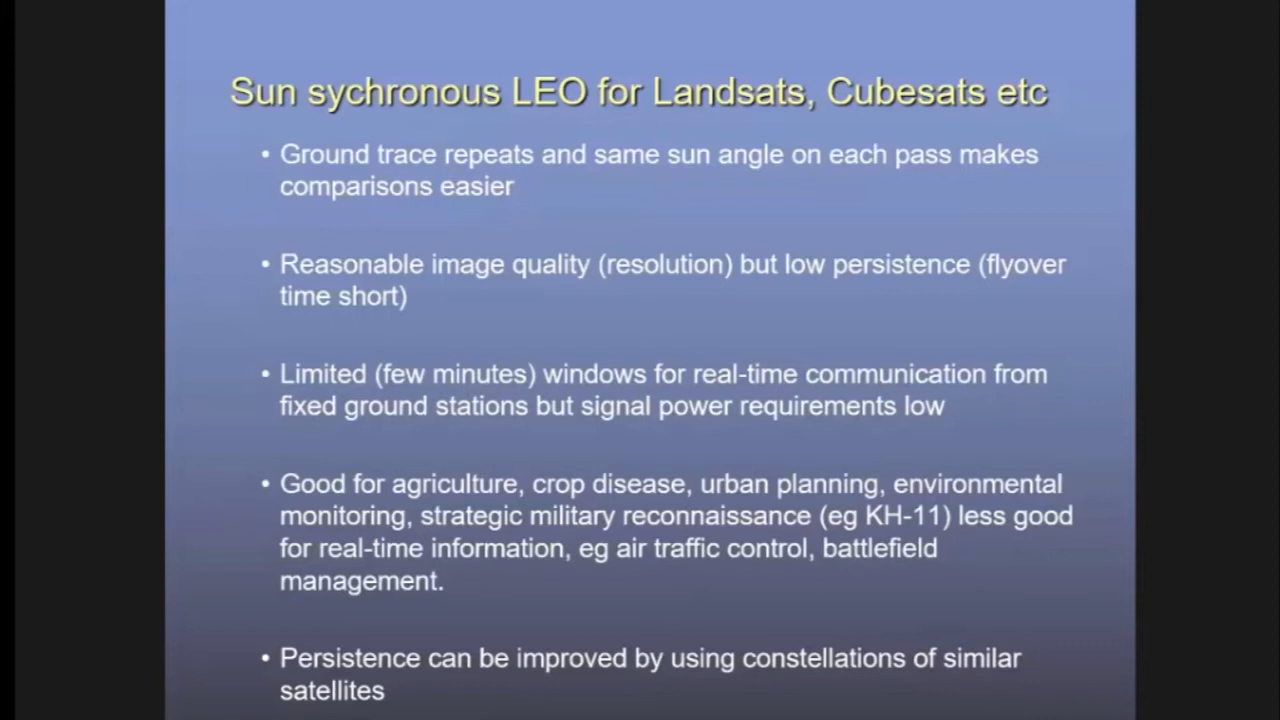 Sun sychronous LEO for Landsats, Cubesats etc
• Ground trace repeats and same sun angle on each pass makes
comparisons easier
• Reasonable image quality (resolution) but low persistence (flyover
time short)
• Limited (few minutes) windows for real-time communication from
fixed ground stations but signal power requirements low
• Good for agriculture, crop disease, urban planning, environmental
monitoring, strategic military reconnaissance (eg KH-11) less good
for real-time information, eg air traffic control, battlefield
management.
• Persistence can be improved by using constellations of similar
satellites